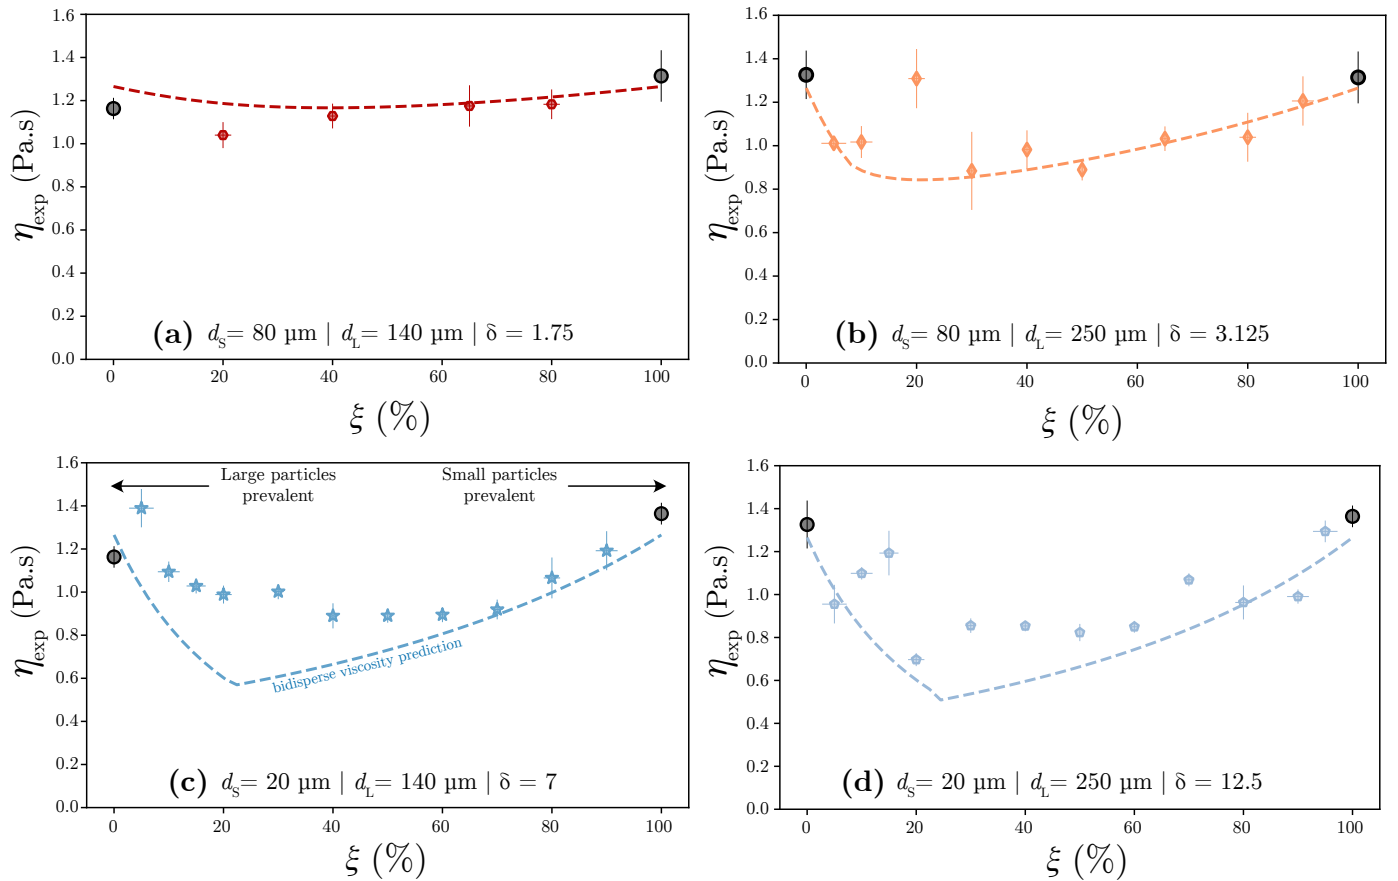 1.6
1.4
1.2
1.0
0.8
0.6
0.4
0.2
0.0
η_exp (Pa.s)
(a) d_S= 80 µm | d_L= 140 µm | δ = 1.75
0 20 40 60 80 100
ξ (%)
1.6
1.4
1.2
1.0
0.8
0.6
0.4
0.2
0.0
η_exp (Pa.s)
(b) d_S= 80 µm | d_L= 250 µm | δ = 3.125
0 20 40 60 80 100
ξ (%)
1.6
1.4
1.2
1.0
0.8
0.6
0.4
0.2
0.0
η_exp (Pa.s)
Large particles
prevalent
Small particles
prevalent
bidisperse viscosity prediction
(c) d_S= 20 µm | d_L= 140 µm | δ = 7
0 20 40 60 80 100
ξ (%)
1.6
1.4
1.2
1.0
0.8
0.6
0.4
0.2
0.0
η_exp (Pa.s)
(d) d_S= 20 µm | d_L= 250 µm | δ = 12.5
0 20 40 60 80 100
ξ (%)